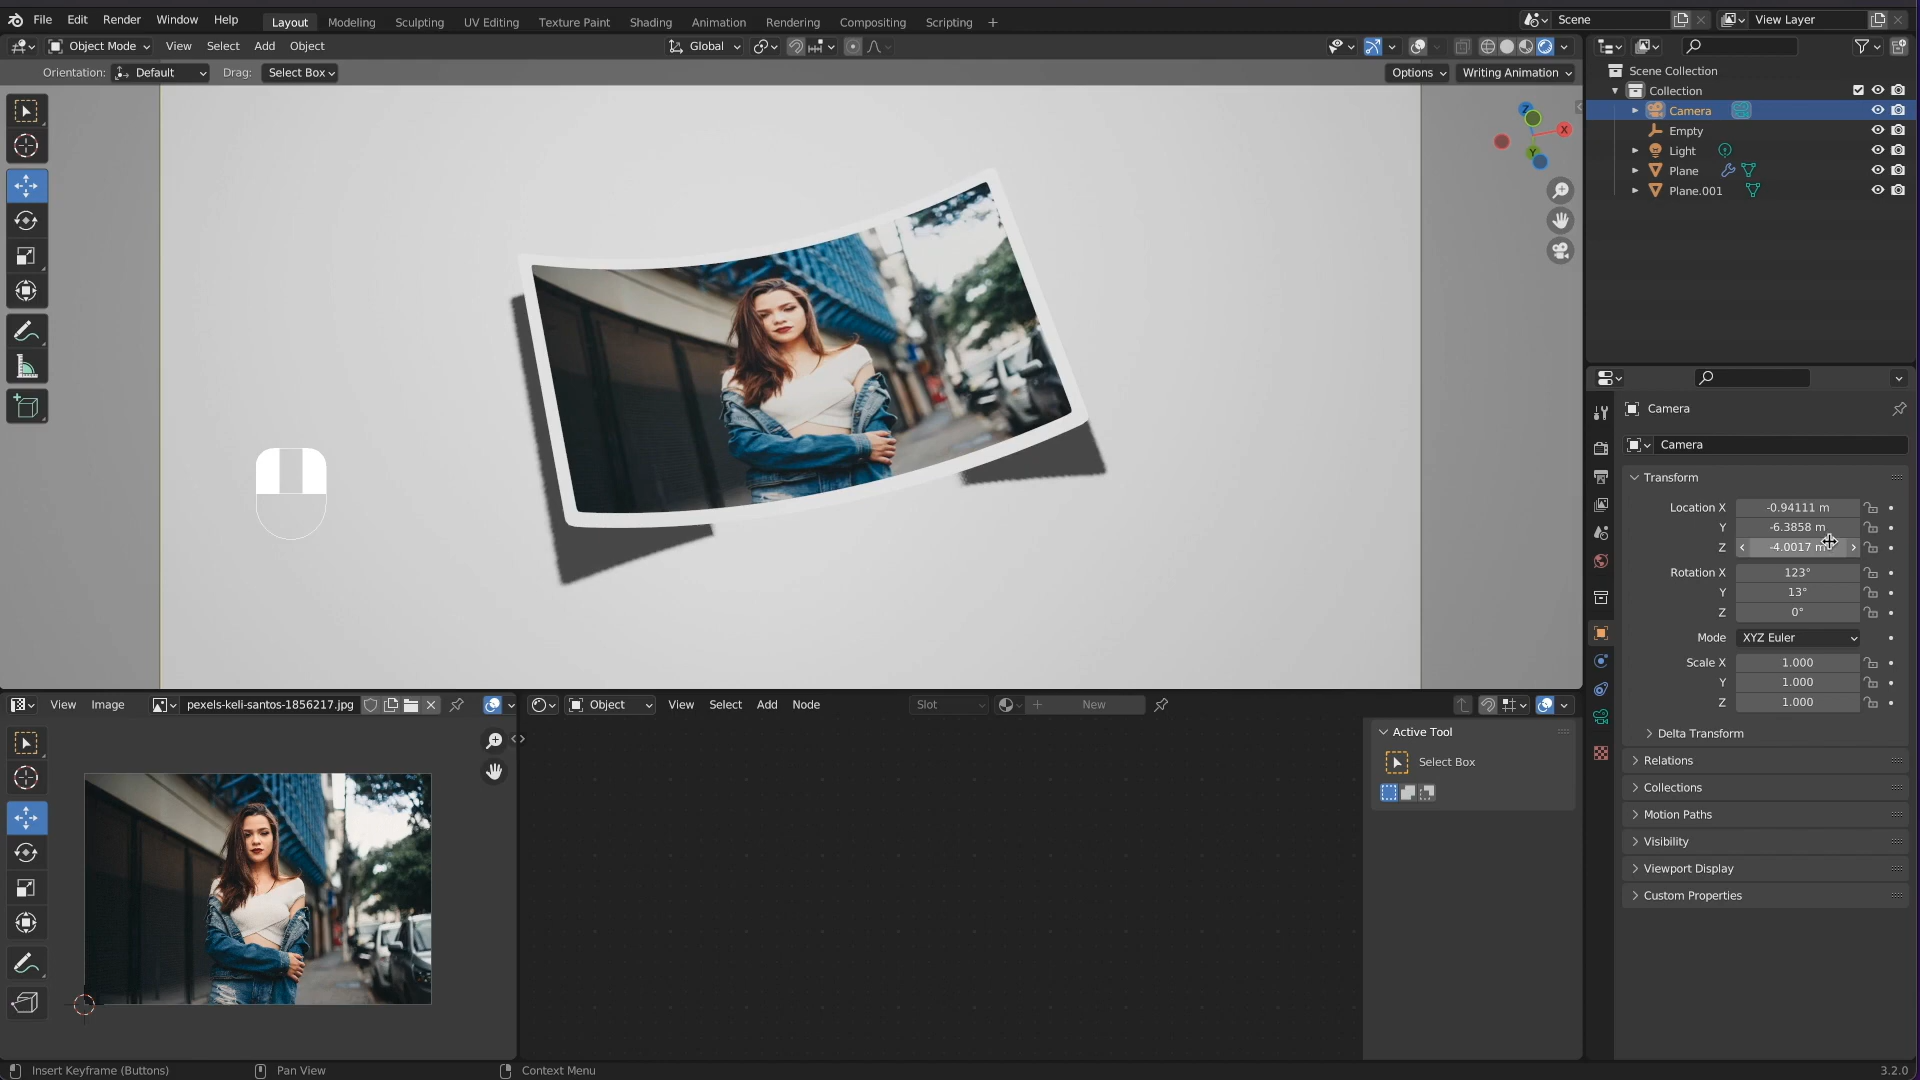 File Edit Render Window Help Layout Modeling Sculpting UV Editing Texture Paint Shading Animation Rendering Compositing Scripting + Scene View Layer
Object Mode View Select Add Object Global
Orientation: Default Drag: Select Box Options Writing Animation
Z
X
Y
Scene Collection
Collection
Camera
Empty
Light
Plane
Plane.001
Camera
Camera
Transform
Location X -0.94111 m
Y -6.3858 m
Z -4.0017 m
Rotation X 123°
Y 13°
Z 0°
Mode XYZ Euler
Scale X 1.000
Y 1.000
Z 1.000
Delta Transform
Relations
Collections
Motion Paths
Visibility
Viewport Display
Custom Properties
View Image pexels-keli-santos-1856217.jpg
Object View Select Add Node Slot New
Active Tool
Select Box
Insert Keyframe (Buttons) Pan View Context Menu 3.2.0